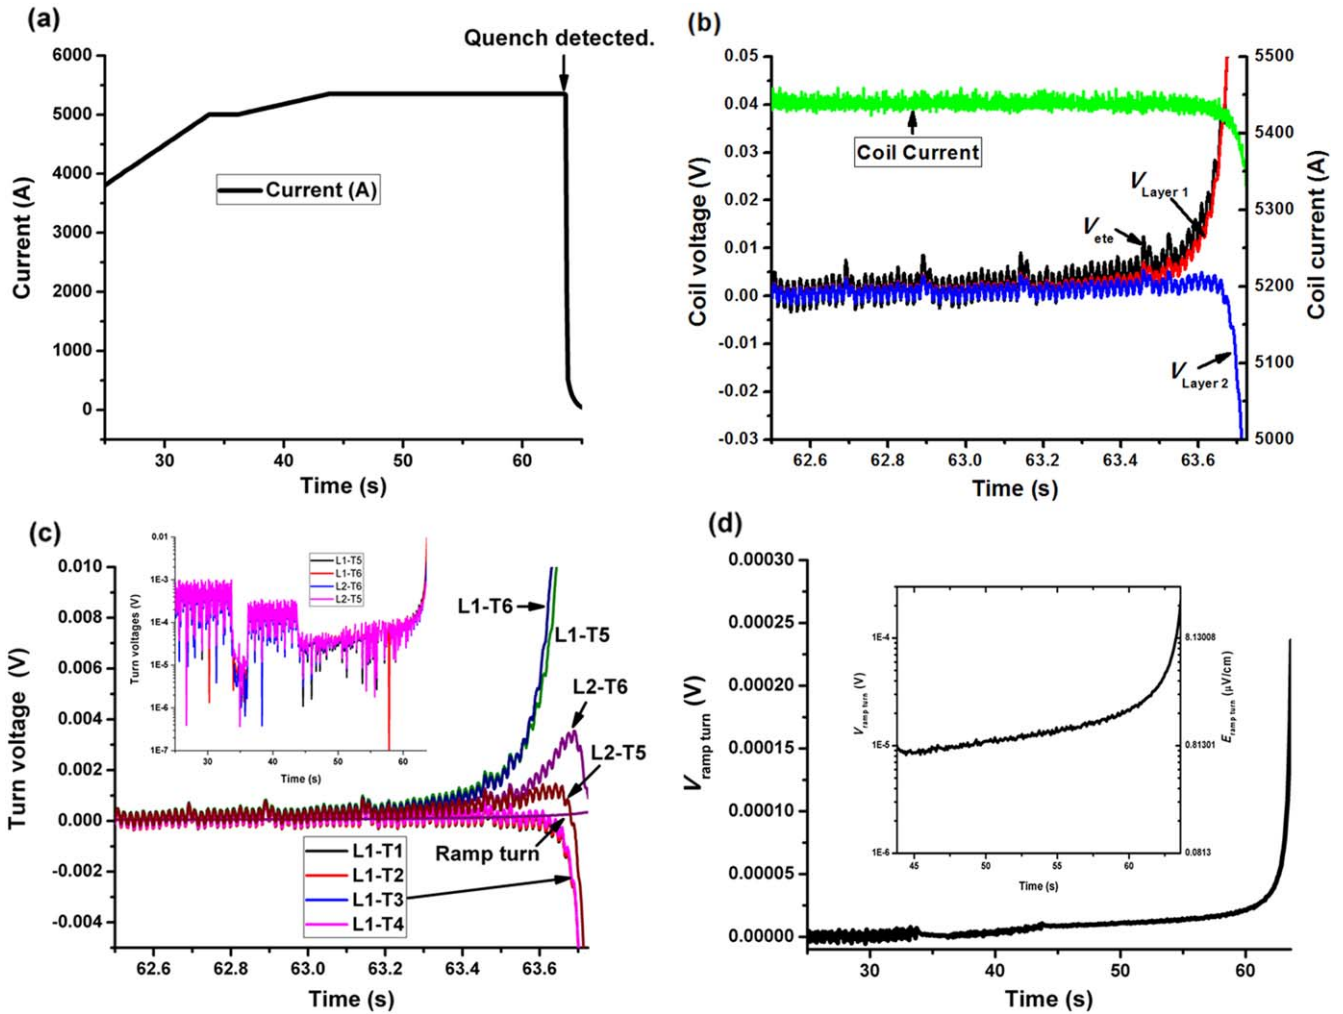 (a)
Quench detected.
6000
5000
4000
3000
2000
1000
0
Current (A)
Current (A)
30
40
50
60
Time (s)
(b)
0.05
0.04
0.03
0.02
0.01
0.00
-0.01
-0.02
-0.03
Coil voltage (V)
Coil Current
V Layer 1
V ete
V Layer 2
5500
5400
5300
5200
5100
5000
Coil current (A)
62.6
62.8
63.0
63.2
63.4
63.6
Time (s)
(c)
0.010
0.008
0.006
0.004
0.002
0.000
-0.002
-0.004
Turn voltage (V)
0.01
1E-3
1E-4
1E-5
1E-6
1E-7
Turn voltages (V)
L1-T5
L1-T6
L2-T6
L2-T5
30
40
50
60
Time (s)
L1-T6
L1-T5
L2-T6
L2-T5
Ramp turn
L1-T1
L1-T2
L1-T3
L1-T4
62.6
62.8
63.0
63.2
63.4
63.6
Time (s)
(d)
0.00030
0.00025
0.00020
0.00015
0.00010
0.00005
0.00000
V ramp turn (V)
1E-4
1E-5
1E-6
V ramp turn (V)
8.13008
0.81301
0.0813
E ramp turn (μV/cm)
45
50
55
60
Time (s)
30
40
50
60
Time (s)